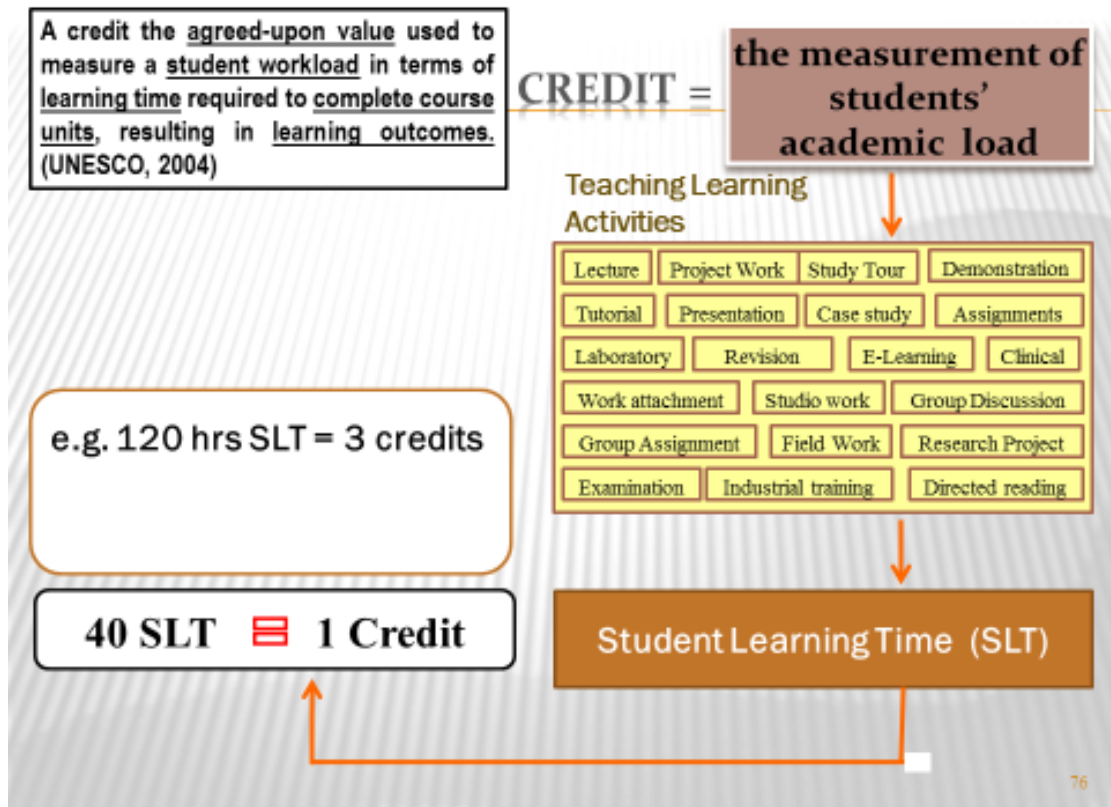 A credit the agreed-upon value used to
measure a student workload in terms of
learning time required to complete course
units, resulting in learning outcomes.
(UNESCO, 2004)
CREDIT =
the measurement of
students’
academic load
Teaching Learning
Activities
Lecture Project Work Study Tour Demonstration
Tutorial Presentation Case study Assignments
Laboratory Revision E-Learning Clinical
Work attachment Studio work Group Discussion
Group Assignment Field Work Research Project
Examination Industrial training Directed reading
e.g. 120 hrs SLT = 3 credits
40 SLT = 1 Credit
Student Learning Time (SLT)
76